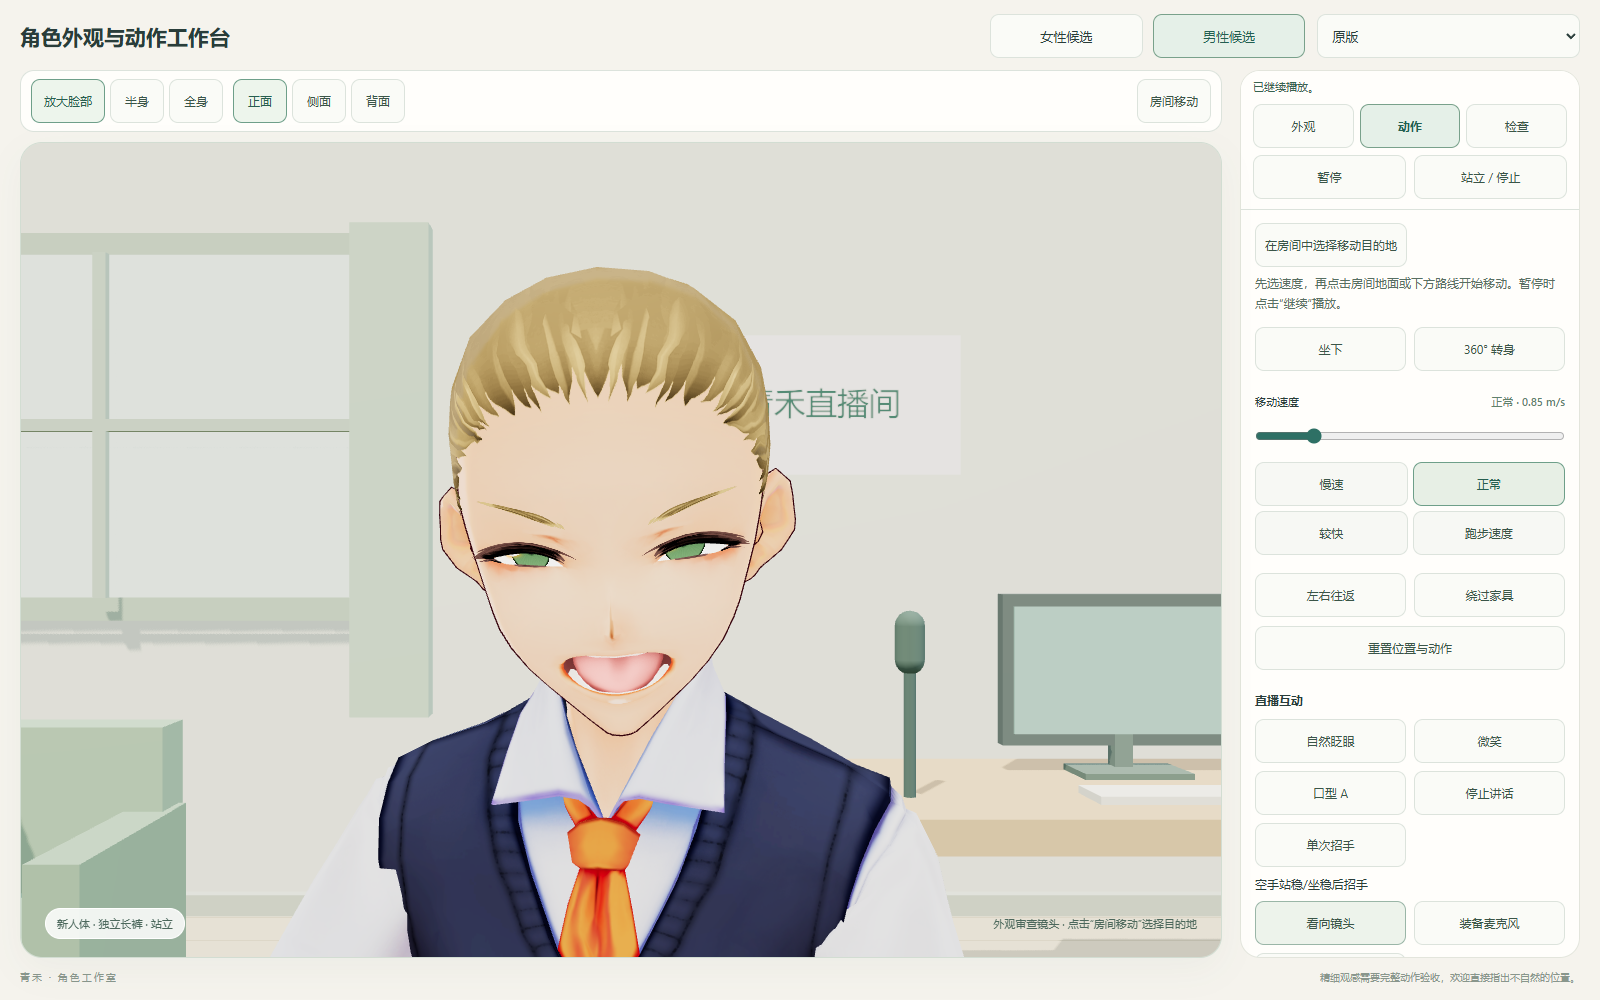 角色外观与动作工作台
女性候选
男性候选
原版
放大脸部
半身
全身
正面
侧面
背面
房间移动
禾直播间
新人体 · 独立长裤 · 站立
外观审查镜头 · 点击“房间移动”选择目的地
已继续播放。
外观
动作
检查
暂停
站立 / 停止
在房间中选择移动目的地
先选速度，再点击房间地面或下方路线开始移动。暂停时
点击“继续”播放。
坐下
360° 转身
移动速度
正常 · 0.85 m/s
慢速
正常
较快
跑步速度
左右往返
绕过家具
重置位置与动作
直播互动
自然眨眼
微笑
口型 A
停止讲话
单次招手
空手站稳/坐稳后招手
看向镜头
装备麦克风
青禾 · 角色工作室
精细观感需要完整动作验收，欢迎直接指出不自然的位置。